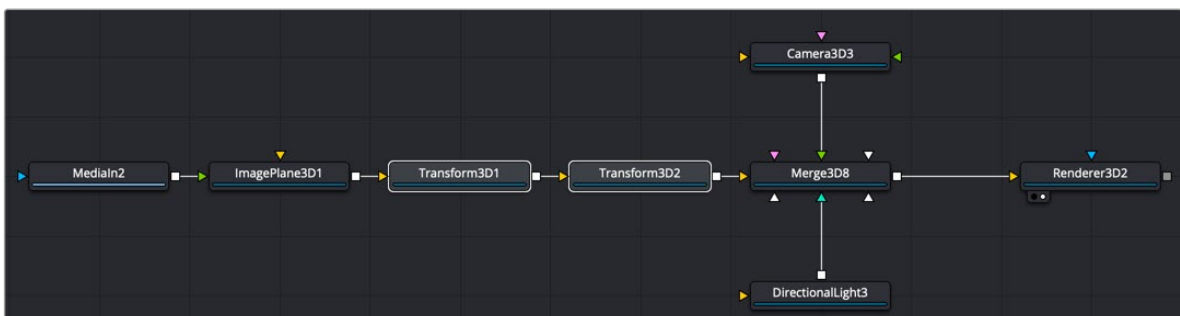 Camera3D3
MediaIn2
ImagePlane3D1
Transform3D1
Transform3D2
Merge3D8
Renderer3D2
DirectionalLight3